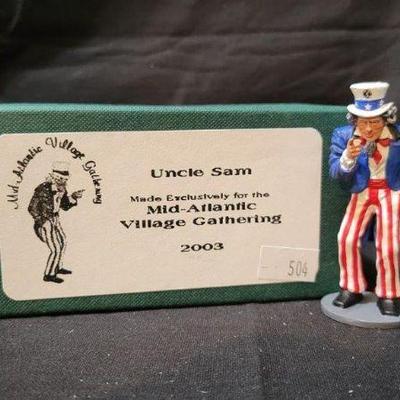 Mid-Atlantic Village Gathering
Uncle Sam
Made Exclusively for the
Mid-Atlantic
Village Gathering
2003
504